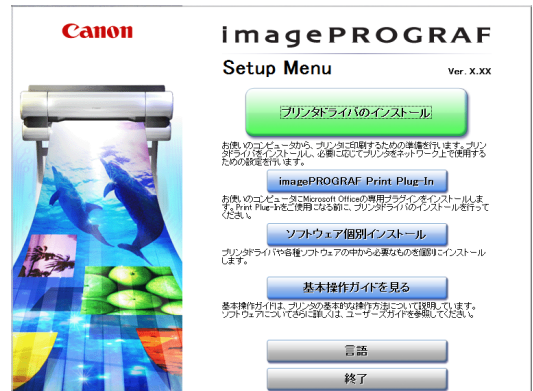 Canon
imagePROGRAF
Setup Menu
Ver. X.XX
プリンタドライバのインストール
お使いのコンピュータから、プリンタに印刷するための準備を行います。プリン
タドライバをインストールし、必要に応じてプリンタをネットワーク上で使用する
ための設定を行います。
imagePROGRAF Print Plug-In
お使いのコンピュータにMicrosoft Officeの専用プラグインをインストールしま
す。Print Plug-Inをご使用になる前に、プリンタドライバのインストールを行って
ください。
ソフトウェア個別インストール
プリンタドライバや各種ソフトウェアの中から必要なものを個別にインストール
します。
基本操作ガイドを見る
基本操作ガイドは、プリンタの基本的な操作方法について説明しています。
ソフトウェアについてさらに詳しくは、ユーザーズガイドを参照してください。
言語
終了